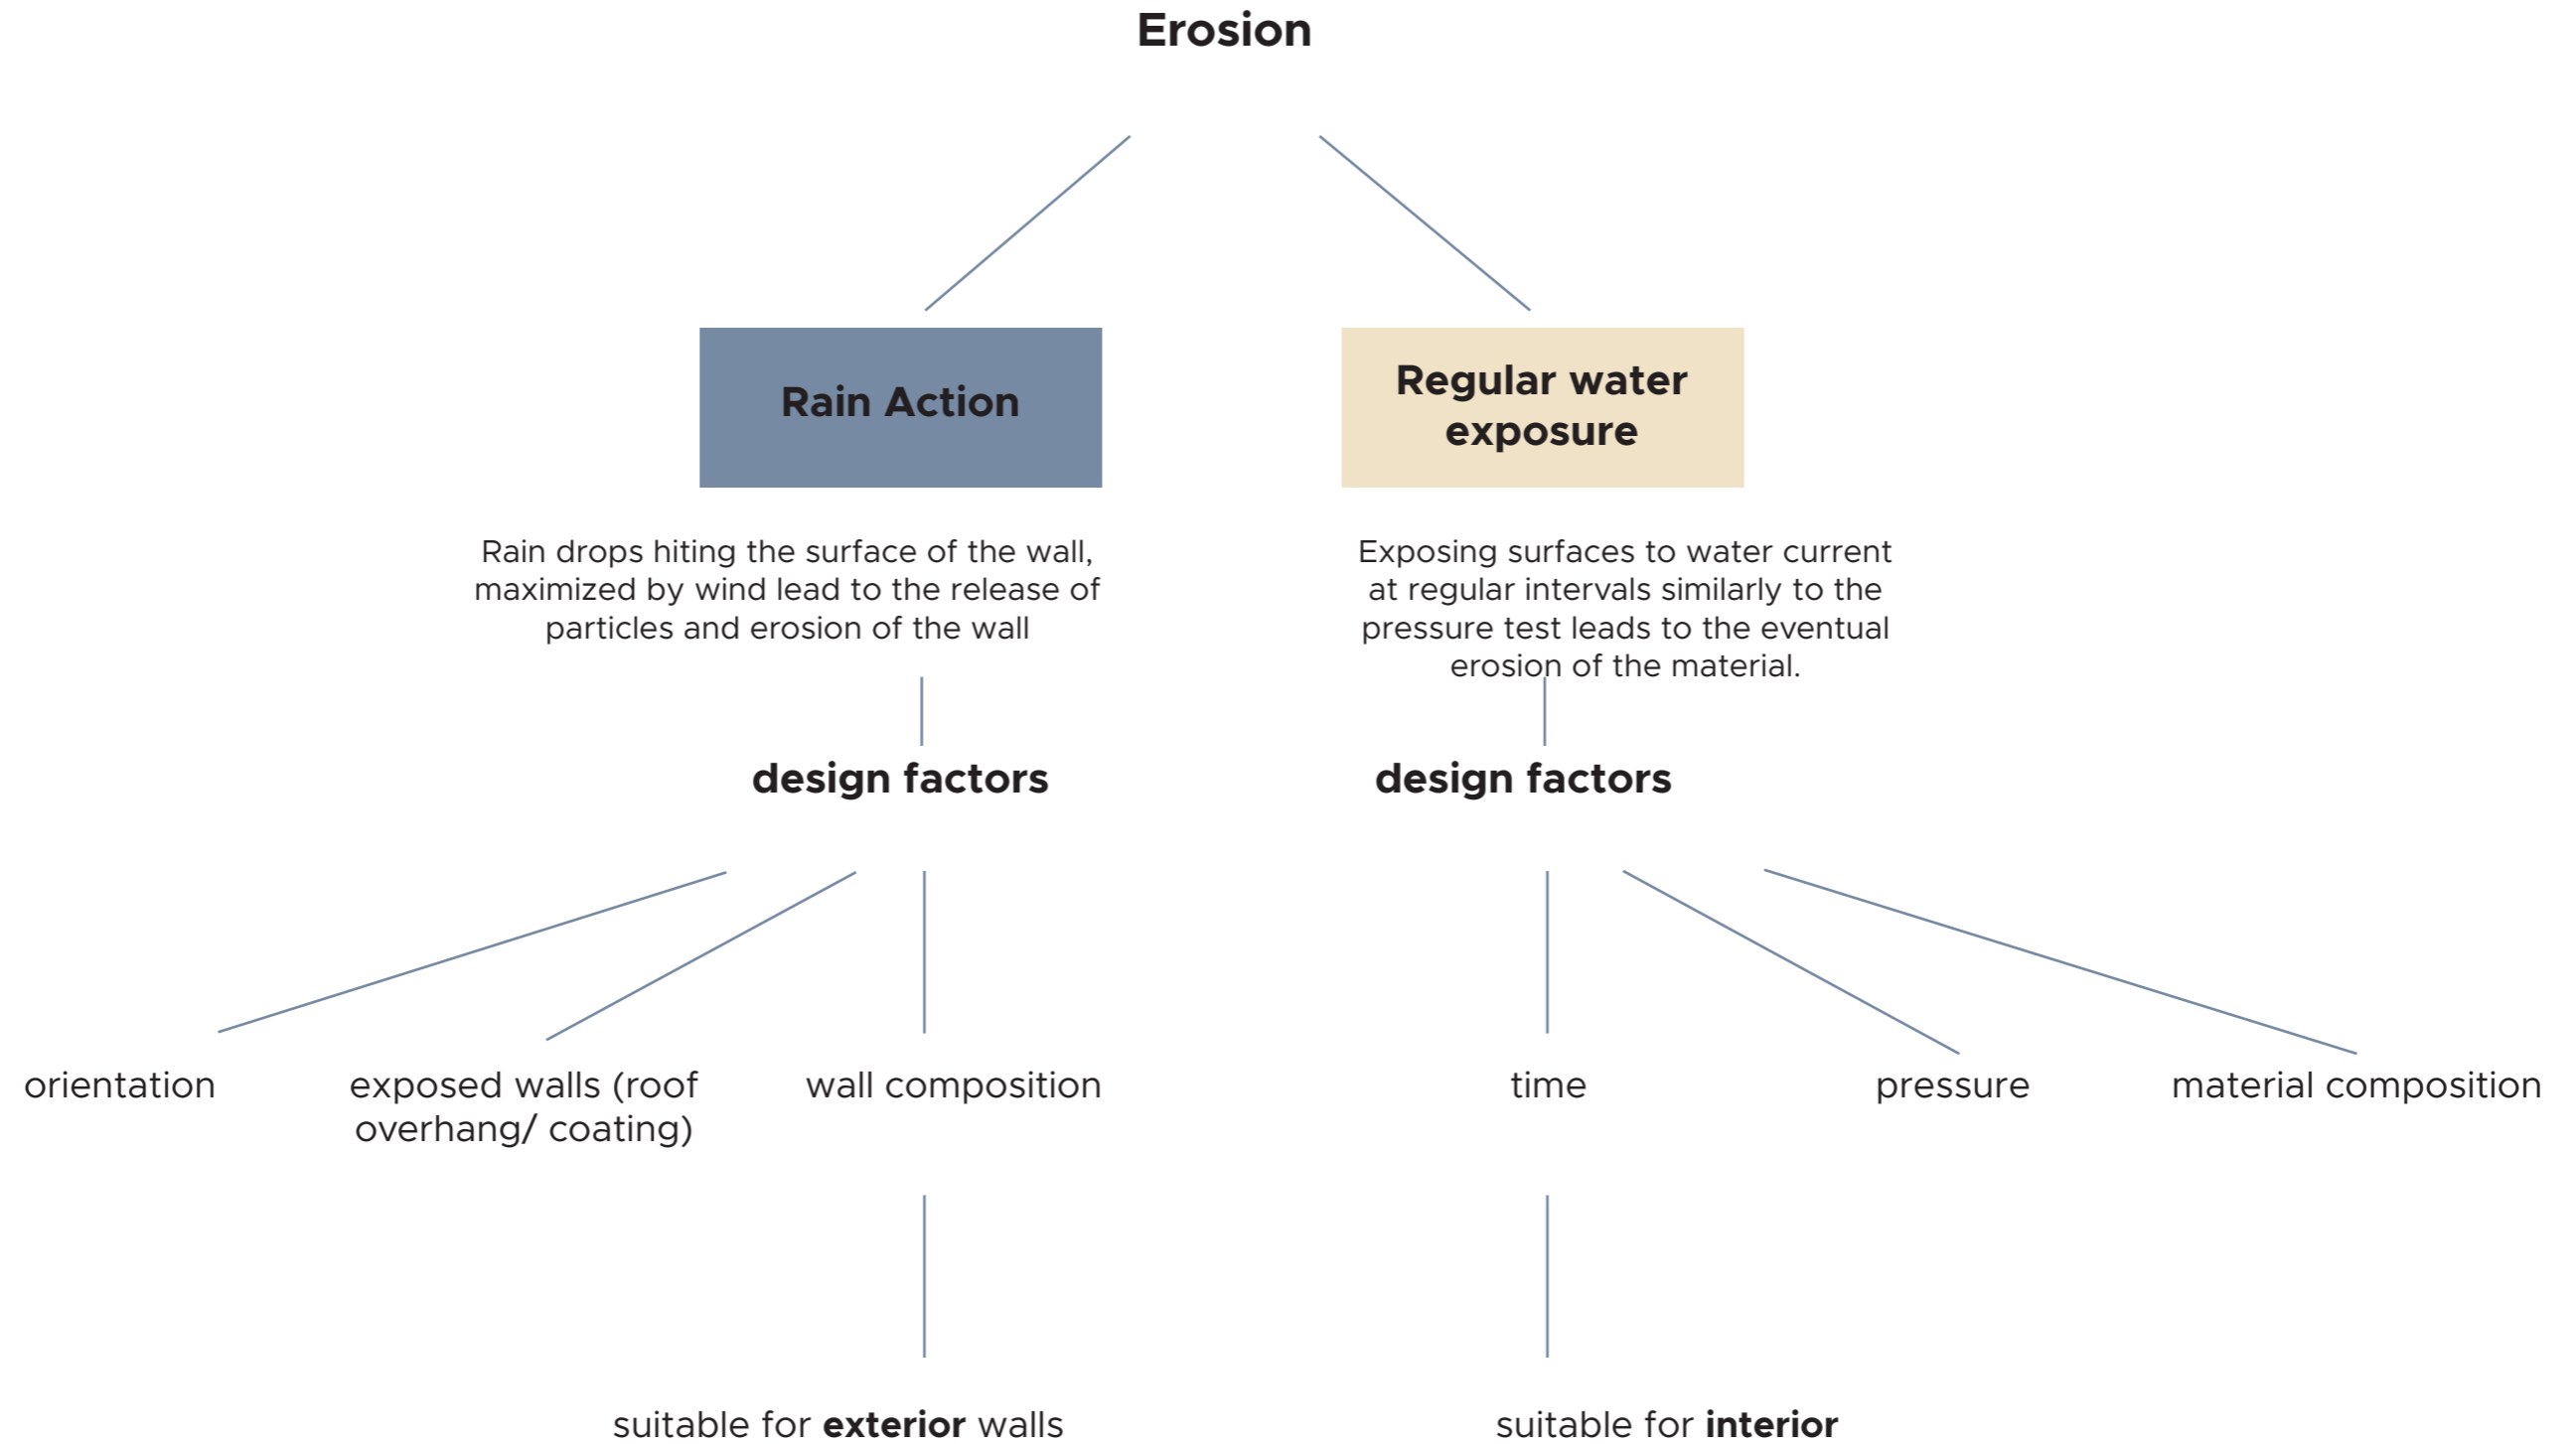 Erosion
Rain Action
Regular water
exposure
Rain drops hiting the surface of the wall,
maximized by wind lead to the release of
particles and erosion of the wall
Exposing surfaces to water current
at regular intervals similarly to the
pressure test leads to the eventual
erosion of the material.
design factors
design factors
orientation
exposed walls (roof
overhang/ coating)
wall composition
time
pressure
material composition
suitable for exterior walls
suitable for interior